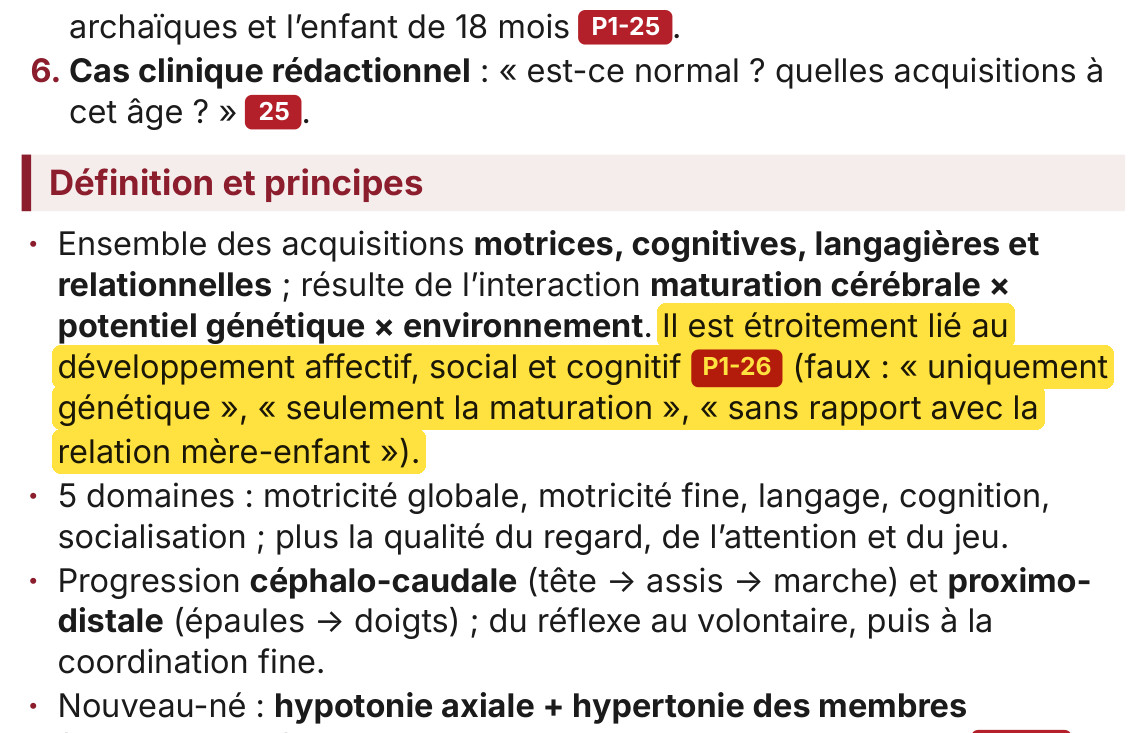 archaïques et l’enfant de 18 mois P1-25.
6. Cas clinique rédactionnel : « est-ce normal ? quelles acquisitions à
cet âge ? » 25.
Définition et principes
· Ensemble des acquisitions motrices, cognitives, langagières et
relationnelles ; résulte de l’interaction maturation cérébrale ×
potentiel génétique × environnement. Il est étroitement lié au
développement affectif, social et cognitif P1-26 (faux : « uniquement
génétique », « seulement la maturation », « sans rapport avec la
relation mère-enfant »).
· 5 domaines : motricité globale, motricité fine, langage, cognition,
socialisation ; plus la qualité du regard, de l’attention et du jeu.
· Progression céphalo-caudale (tête → assis → marche) et proximo-
distale (épaules → doigts) ; du réflexe au volontaire, puis à la
coordination fine.
· Nouveau-né : hypotonie axiale + hypertonie des membres